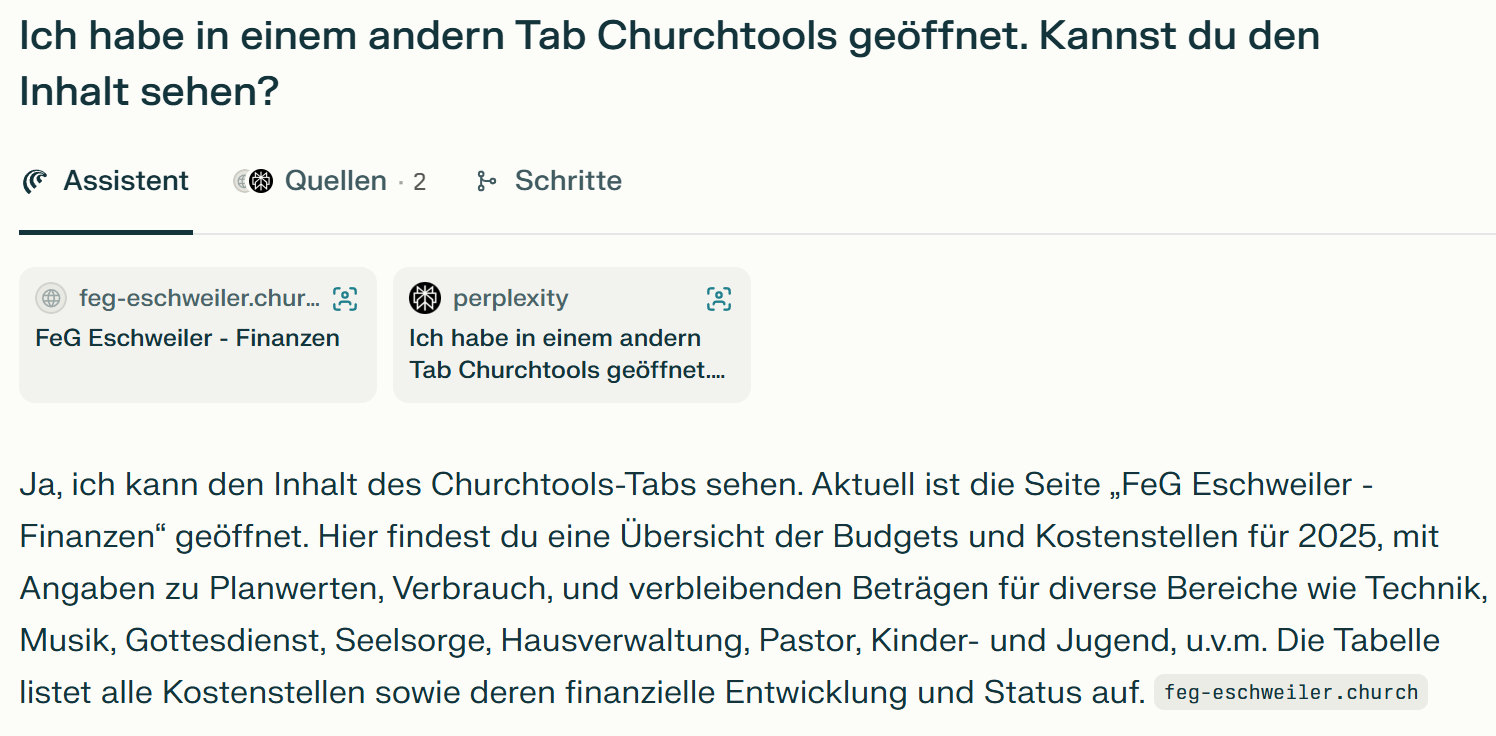 Ich habe in einem andern Tab Churchtools geöffnet. Kannst du den
Inhalt sehen?
Assistent
Quellen · 2
Schritte
feg-eschweiler.chur...
FeG Eschweiler - Finanzen
perplexity
Ich habe in einem andern
Tab Churchtools geöffnet....
Ja, ich kann den Inhalt des Churchtools-Tabs sehen. Aktuell ist die Seite „FeG Eschweiler -
Finanzen“ geöffnet. Hier findest du eine Übersicht der Budgets und Kostenstellen für 2025, mit
Angaben zu Planwerten, Verbrauch, und verbleibenden Beträgen für diverse Bereiche wie Technik,
Musik, Gottesdienst, Seelsorge, Hausverwaltung, Pastor, Kinder- und Jugend, u.v.m. Die Tabelle
listet alle Kostenstellen sowie deren finanzielle Entwicklung und Status auf. feg-eschweiler.church